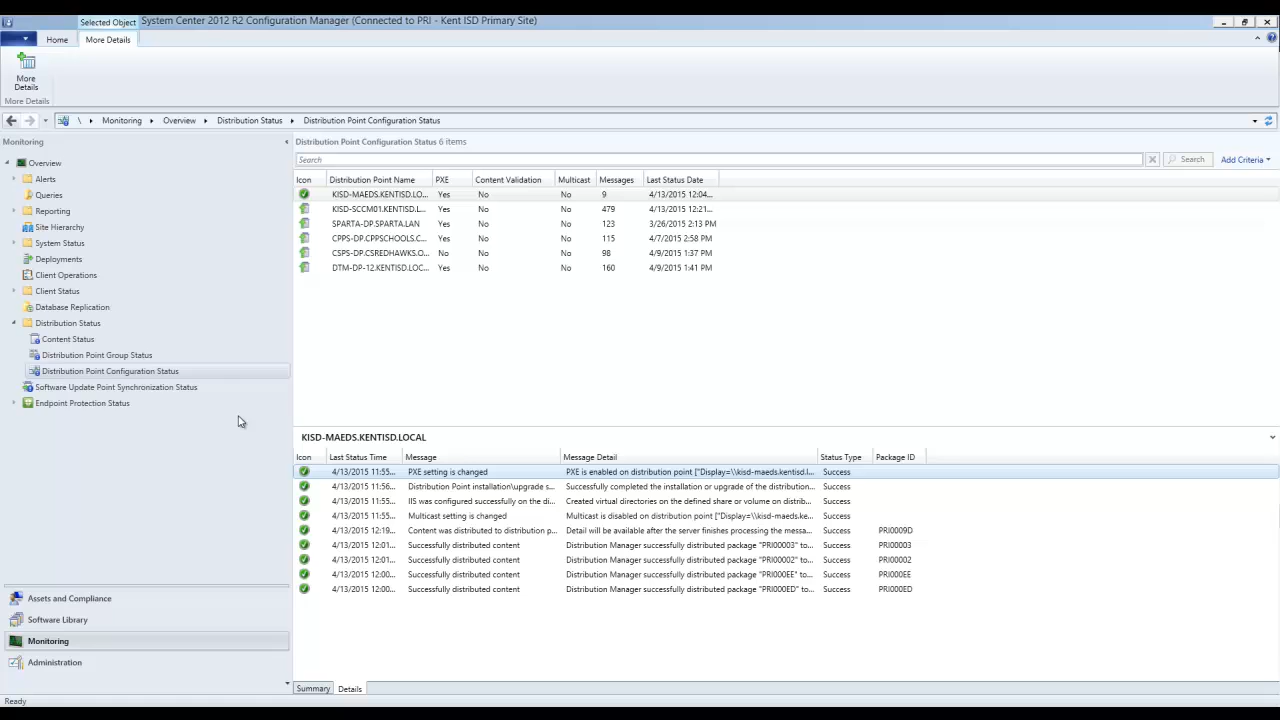 Selected Object
System Center 2012 R2 Configuration Manager (Connected to PRI - Kent ISD Primary Site)
Home
More Details
More
Details
More Details
\ Monitoring Overview Distribution Status Distribution Point Configuration Status
Monitoring
Overview
Alerts
Queries
Reporting
Site Hierarchy
System Status
Deployments
Client Operations
Client Status
Database Replication
Distribution Status
Content Status
Distribution Point Group Status
Distribution Point Configuration Status
Software Update Point Synchronization Status
Endpoint Protection Status
Assets and Compliance
Software Library
Monitoring
Administration
Distribution Point Configuration Status 6 items
Search Search Add Criteria
Icon Distribution Point Name PXE Content Validation Multicast Messages Last Status Date
KISD-MAEDS.KENTISD.LO... Yes No No 9 4/13/2015 12:04...
KISD-SCCM01.KENTISD.L... Yes No No 479 4/13/2015 12:21...
SPARTA-DP.SPARTA.LAN Yes No No 123 3/26/2015 2:13 PM
CPPS-DP.CPPSCHOOLS.C... Yes No No 115 4/7/2015 2:58 PM
CSPS-DP.CSREDHAWKS.O... No No No 98 4/9/2015 1:37 PM
DTM-DP-12.KENTISD.LOC... Yes No No 160 4/9/2015 1:41 PM
KISD-MAEDS.KENTISD.LOCAL
Icon Last Status Time Message Message Detail Status Type Package ID
4/13/2015 11:55... PXE setting is changed PXE is enabled on distribution point ["Display=\\kisd-maeds.kentisd.l... Success
4/13/2015 11:56... Distribution Point installation\upgrade s... Successfully completed the installation or upgrade of the distribution... Success
4/13/2015 11:55... IIS was configured successfully on the di... Created virtual directories on the defined share or volume on distrib... Success
4/13/2015 11:55... Multicast setting is changed Multicast is disabled on distribution point ["Display=\\kisd-maeds.ke... Success
4/13/2015 12:19... Content was distributed to distribution p... Detail will be available after the server finishes processing the messa... Success PRI0009D
4/13/2015 12:01... Successfully distributed content Distribution Manager successfully distributed package "PRI00003" to... Success PRI00003
4/13/2015 12:01... Successfully distributed content Distribution Manager successfully distributed package "PRI00002" to... Success PRI00002
4/13/2015 12:00... Successfully distributed content Distribution Manager successfully distributed package "PRI000EE" to... Success PRI000EE
4/13/2015 12:00... Successfully distributed content Distribution Manager successfully distributed package "PRI000ED" to... Success PRI000ED
Summary Details
Ready